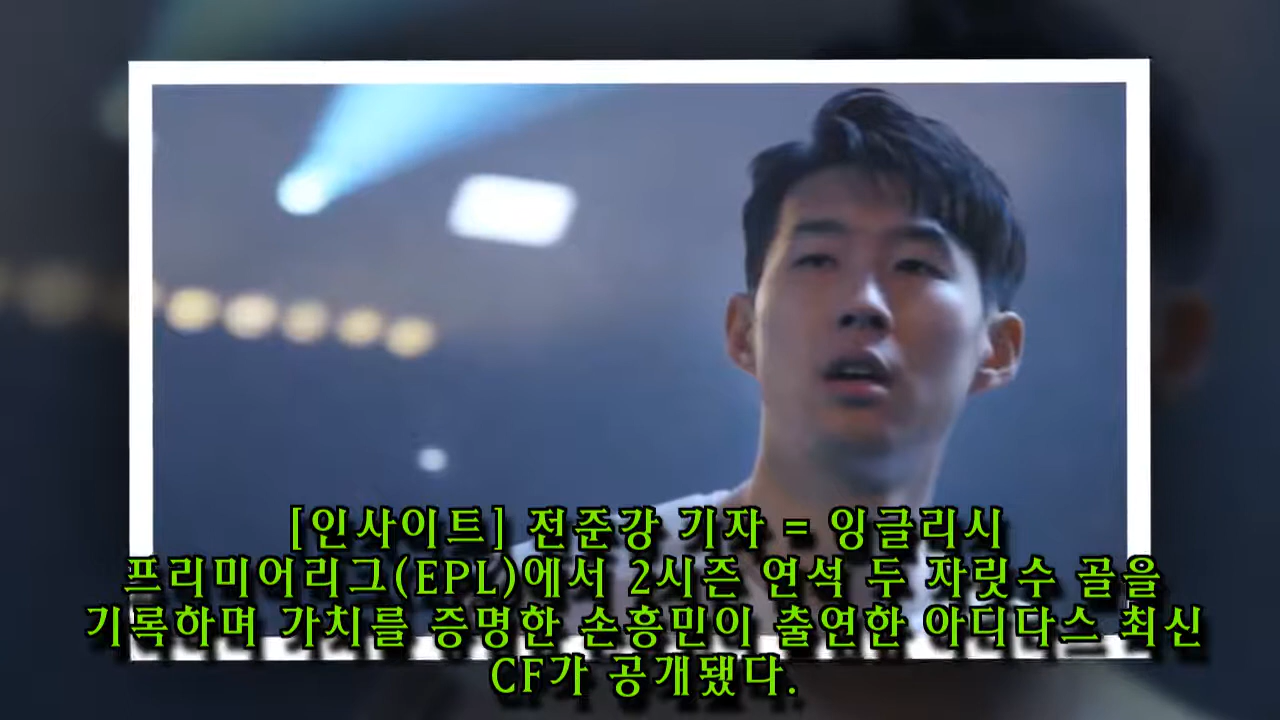 [인사이트] 전준강 기자 = 잉글리시
프리미어리그(EPL)에서 2시즌 연석 두 자릿수 골을
기록하며 가치를 증명한 손흥민이 출연한 아디다스 최신
CF가 공개됐다.